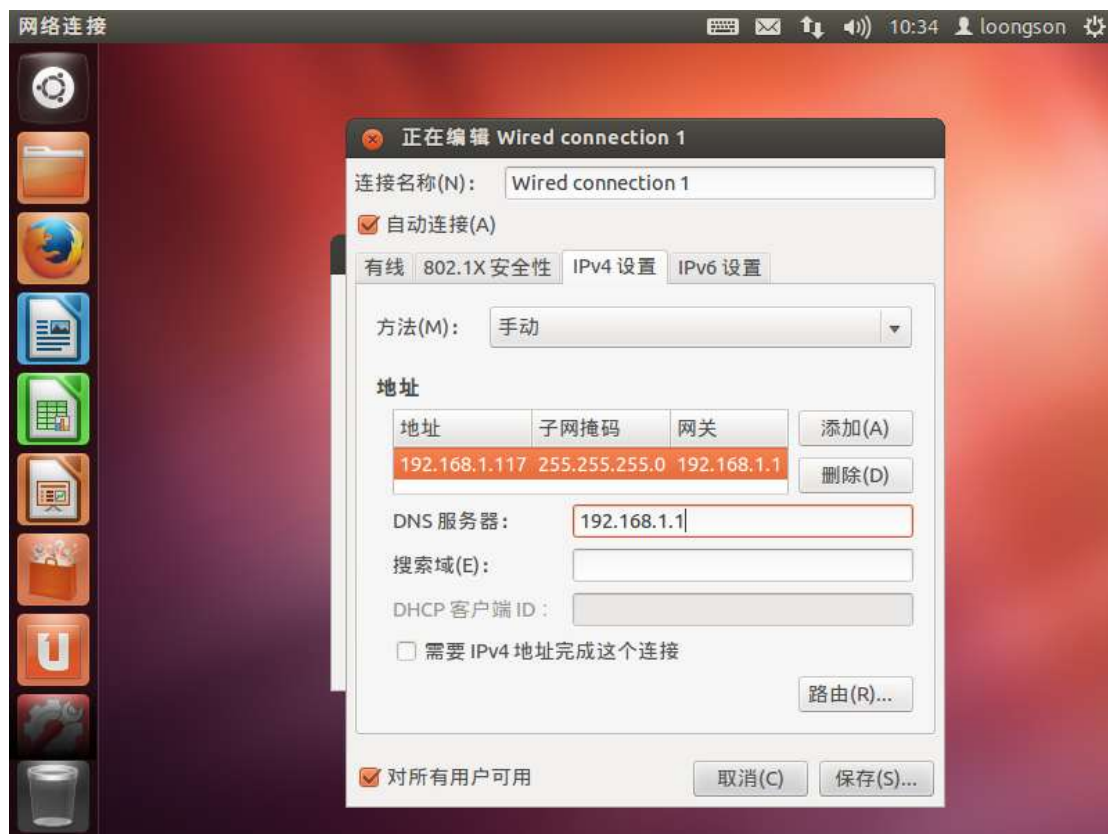 网络连接 10:34 loongson
正在编辑 Wired connection 1
连接名称(N): Wired connection 1
自动连接(A)
有线 802.1X 安全性 IPv4 设置 IPv6 设置
方法(M): 手动
地址
地址 子网掩码 网关 添加(A)
192.168.1.117 255.255.255.0 192.168.1.1
删除(D)
DNS 服务器: 192.168.1.1
搜索域(E):
DHCP 客户端 ID:
需要 IPv4 地址完成这个连接
路由(R)...
对所有用户可用 取消(C) 保存(S)...